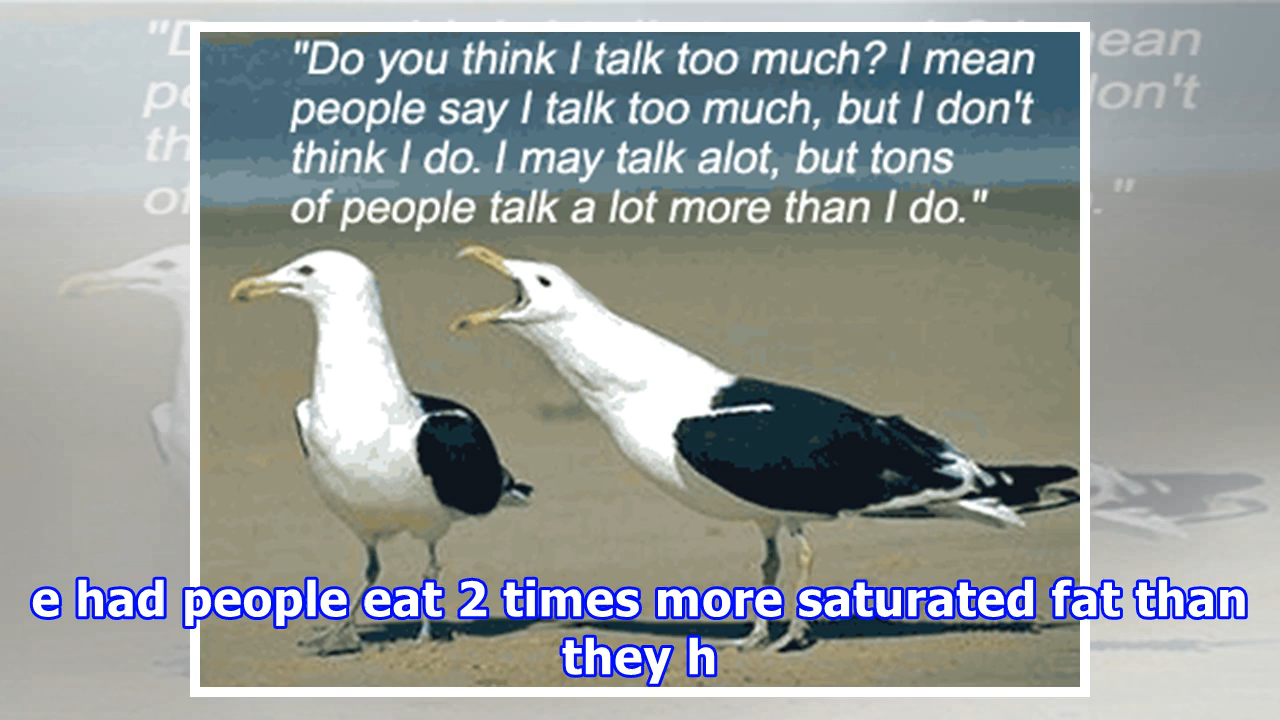 "Do you think I talk too much? I mean
people say I talk too much, but I don't
think I do. I may talk alot, but tons
of people talk a lot more than I do."
e had people eat 2 times more saturated fat than
they h